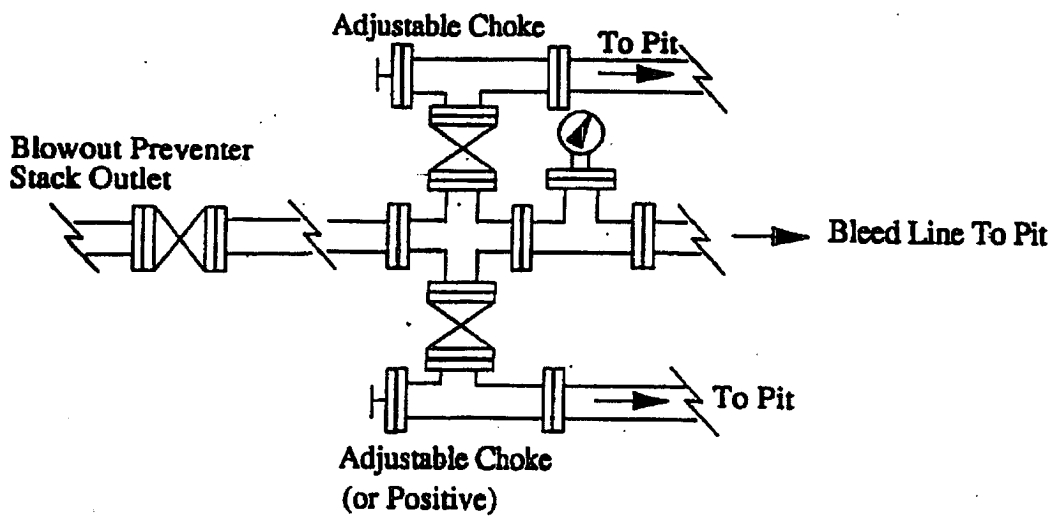 Adjustable Choke
To Pit
Blowout Preventer
Stack Outlet
Bleed Line To Pit
To Pit
Adjustable Choke
(or Positive)